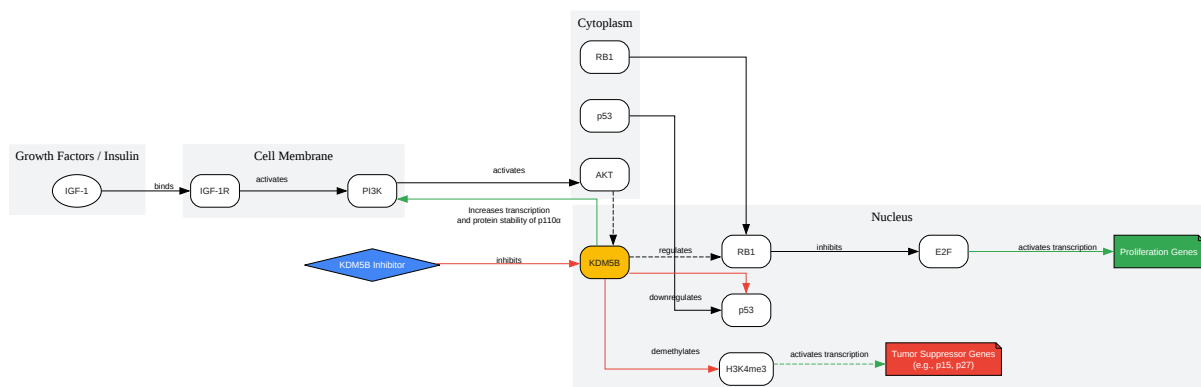 Cytoplasm
RB1
p53
Growth Factors / Insulin
Cell Membrane
IGF-1
binds
IGF-1R
activates
PI3K
activates
AKT
Increases transcription
and protein stability of p110α
Nucleus
KDM5B Inhibitor
inhibits
KDM5B
regulates
RB1
inhibits
E2F
activates transcription
Proliferation Genes
downregulates
p53
demethylates
H3K4me3
activates transcription
Tumor Suppressor Genes
(e.g., p15, p27)